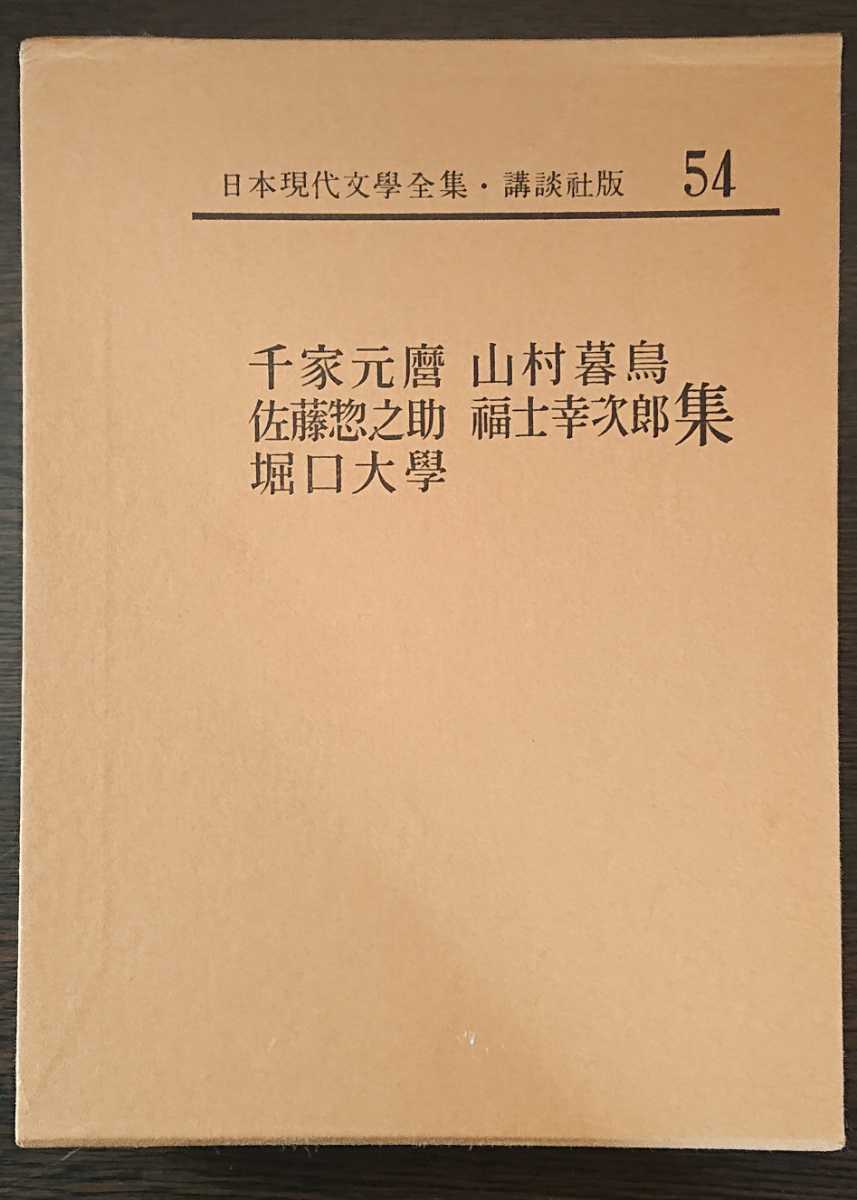 日本現代文學全集・講談社版 54
千家元麿 山村暮鳥
佐藤惣之助 福士幸次郎集
堀口大學